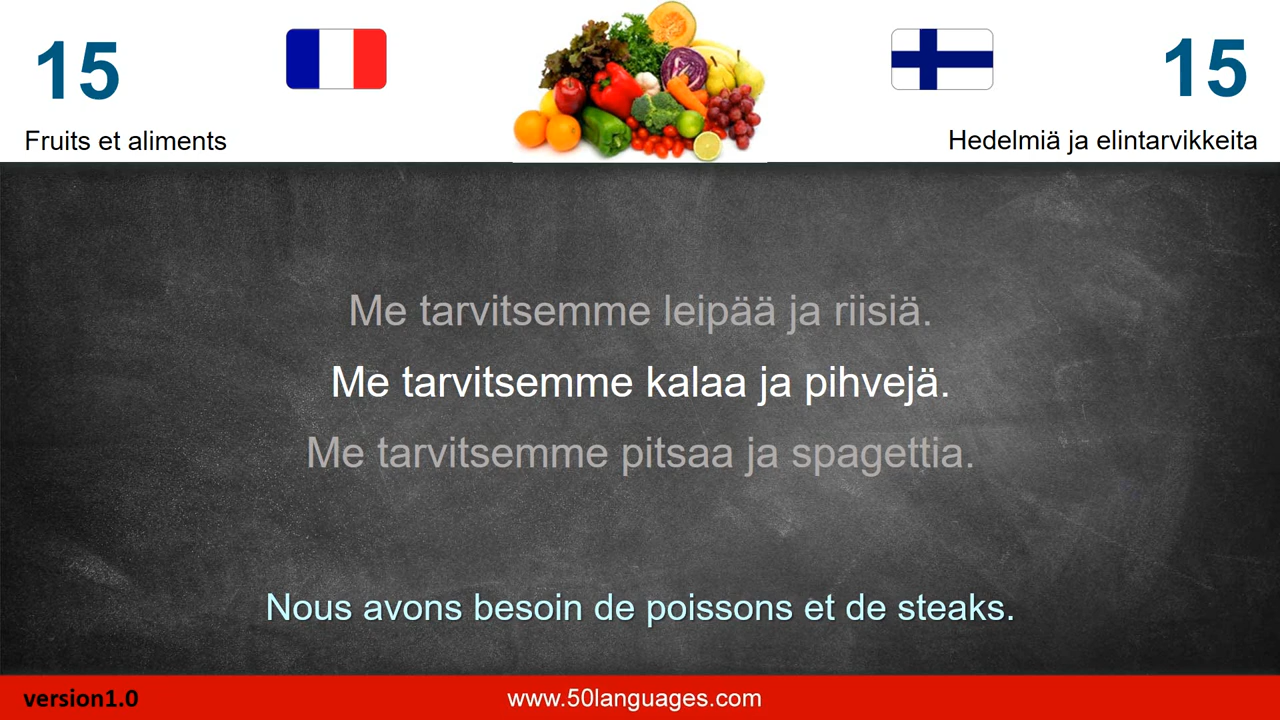 15
15
Fruits et aliments
Hedelmiä ja elintarvikkeita
Me tarvitsemme leipää ja riisiä.
Me tarvitsemme kalaa ja pihvejä.
Me tarvitsemme pitsaa ja spagettia.
Nous avons besoin de poissons et de steaks.
version1.0
www.50languages.com